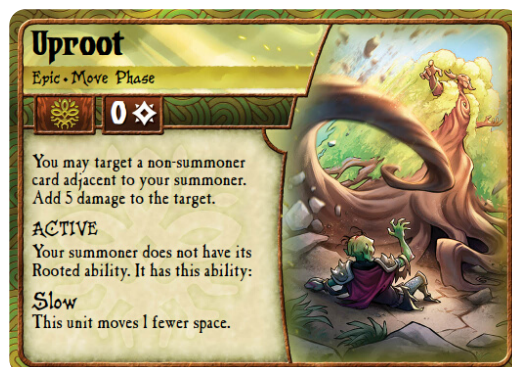 Uproot
Epic • Move Phase
0
You may target a non-summoner
card adjacent to your summoner.
Add 5 damage to the target.
ACTIVE
Your summoner does not have its
Rooted ability. It has this ability:
Slow
This unit moves 1 fewer space.